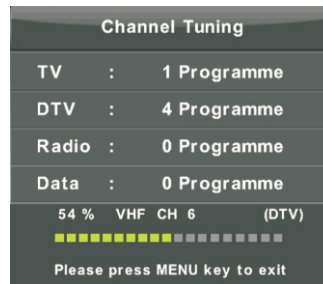 Channel Tuning
TV : 1 Programme
DTV : 4 Programme
Radio : 0 Programme
Data : 0 Programme
54 % VHF CH 6 (DTV)
Please press MENU key to exit